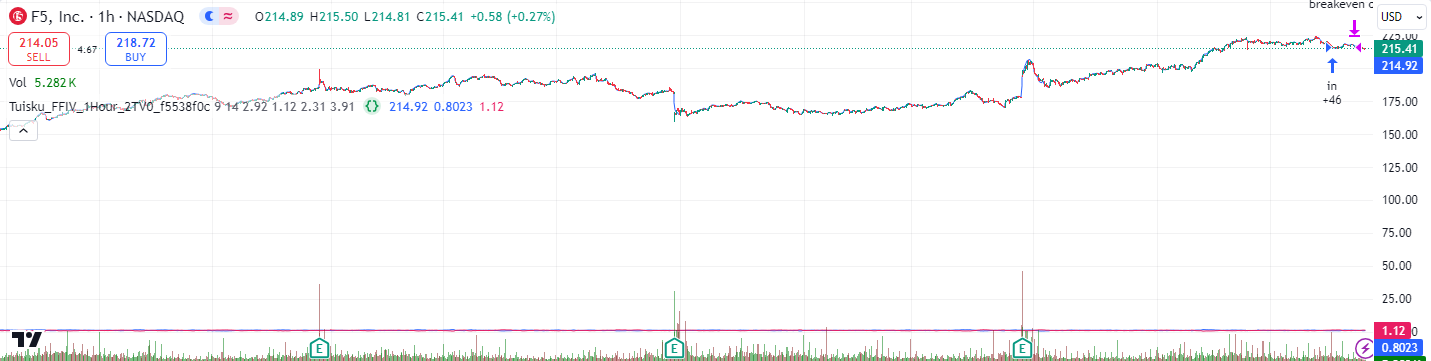 breakeven
F5, Inc. · 1h · NASDAQ O214.89 H215.50 L214.81 C215.41 +0.58 (+0.27%)
USD
214.05 SELL 4.67 218.72 BUY
215.41
214.92
Vol 5.282 K
Tuisku_FFIV_1Hour_2TV0_f5538f0c 9 14 2.92 1.12 2.31 3.91 {} 214.92 0.8023 1.12
in
+46
175.00
150.00
125.00
100.00
75.00
50.00
25.00
1.12
0.8023
E E E